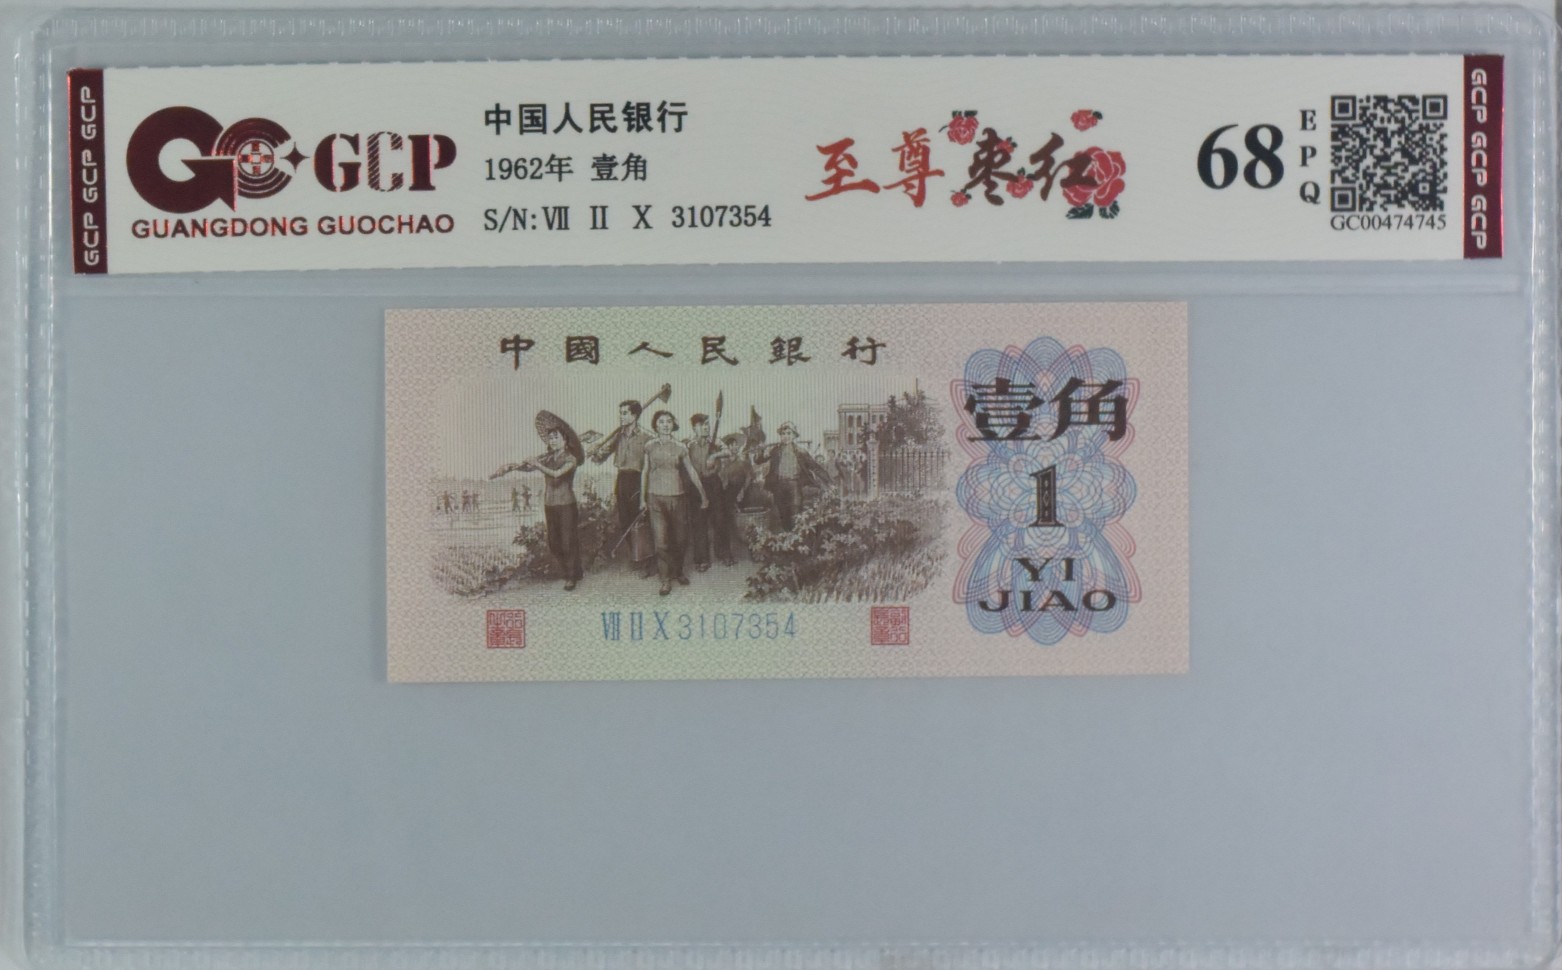 GCP GCP GCP
GCP
GUANGDONG GUOCHAO
中国人民银行
1962年 壹角
S/N:Ⅶ Ⅱ X 3107354
至尊枣红
68
EPQ
GC00474745
GCP GCP GCP
中國人民銀行
壹角
1
YI
JIAO
Ⅶ Ⅱ X 3107354